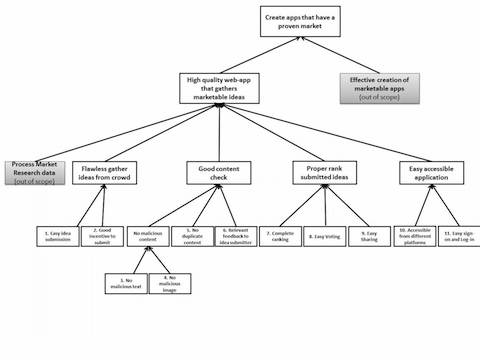 Create apps that have a
proven market
High quality web-app
that gathers
marketable ideas
Effective creation of
marketable apps
(out of scope)
Process Market
Research data
(out of scope)
Flawless gather
ideas from crowd
Good content
check
Proper rank
submitted ideas
Easy accessible
application
1. Easy idea
submission
2. Good
incentive to
submit
No malicious
content
5. No
duplicate
content
6. Relevant
feedback to
idea submitter
7. Complete
ranking
8. Easy Voting
9. Easy
Sharing
10. Accessible
from different
platforms
11. Easy sign-
on and Log-in
3. No
malicious text
4. No
malicious
image